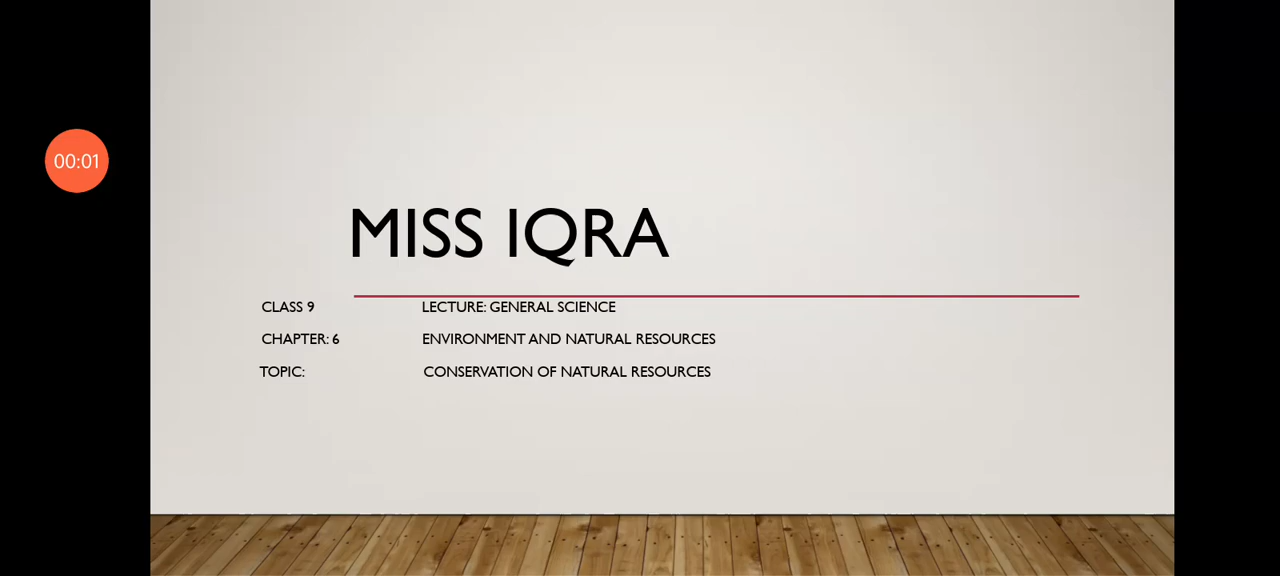 00:01
MISS IQRA
CLASS 9 LECTURE: GENERAL SCIENCE
CHAPTER: 6 ENVIRONMENT AND NATURAL RESOURCES
TOPIC: CONSERVATION OF NATURAL RESOURCES